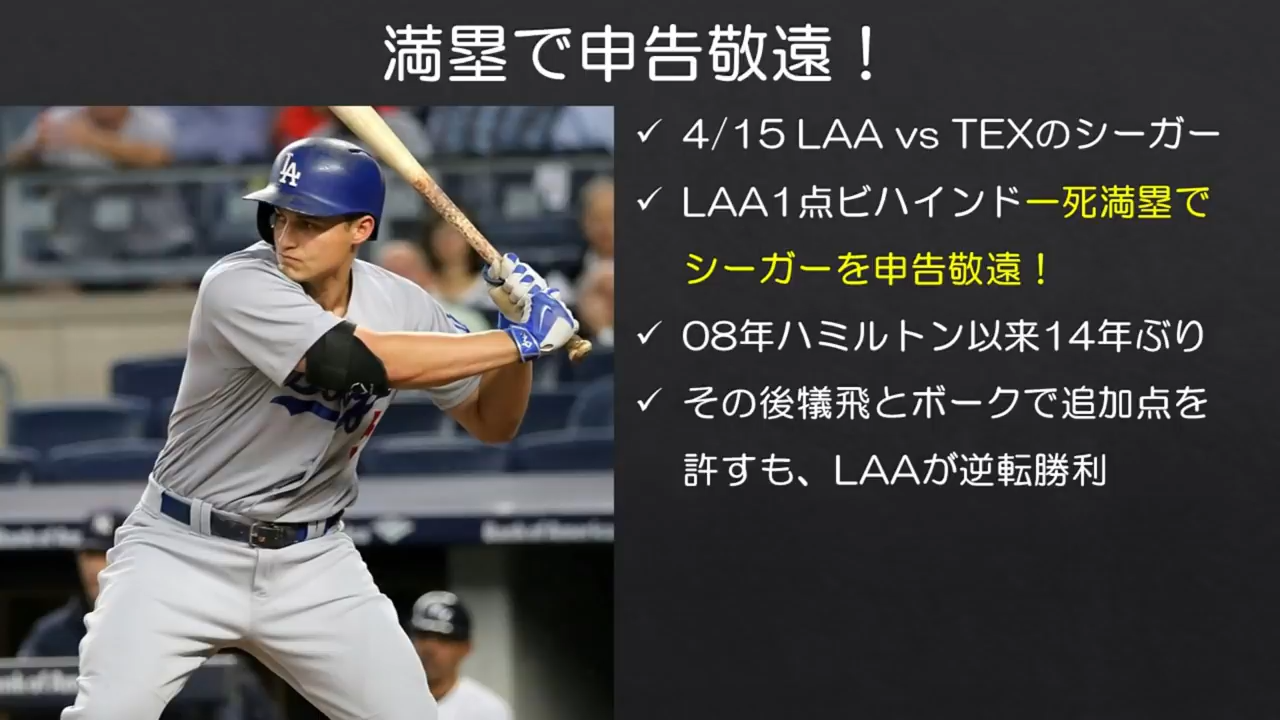 満塁で申告敬遠！
✓ 4/15 LAA vs TEXのシーガー
✓ LAA1点ビハインド一死満塁で
シーガーを申告敬遠！
✓ 08年ハミルトン以来14年ぶり
✓ その後犠飛とボークで追加点を
許すも、LAAが逆転勝利
LA